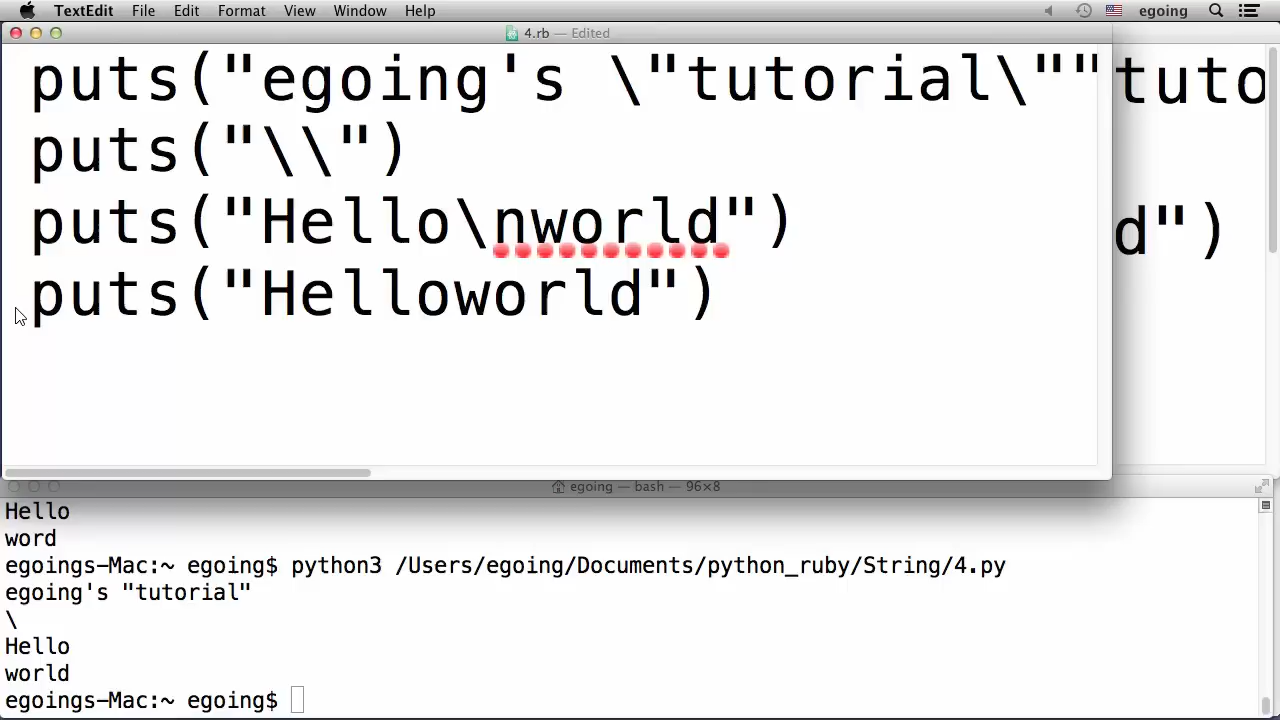 TextEdit File Edit Format View Window Help egoing
4.rb — Edited
puts("egoing's \"tutorial\""
tuto
puts("\\")
puts("Hello\nworld")
d")
puts("Helloworld")
egoing — bash — 96×8
Hello
word
egoings-Mac:~ egoing$ python3 /Users/egoing/Documents/python_ruby/String/4.py
egoing's "tutorial"
\
Hello
world
egoings-Mac:~ egoing$